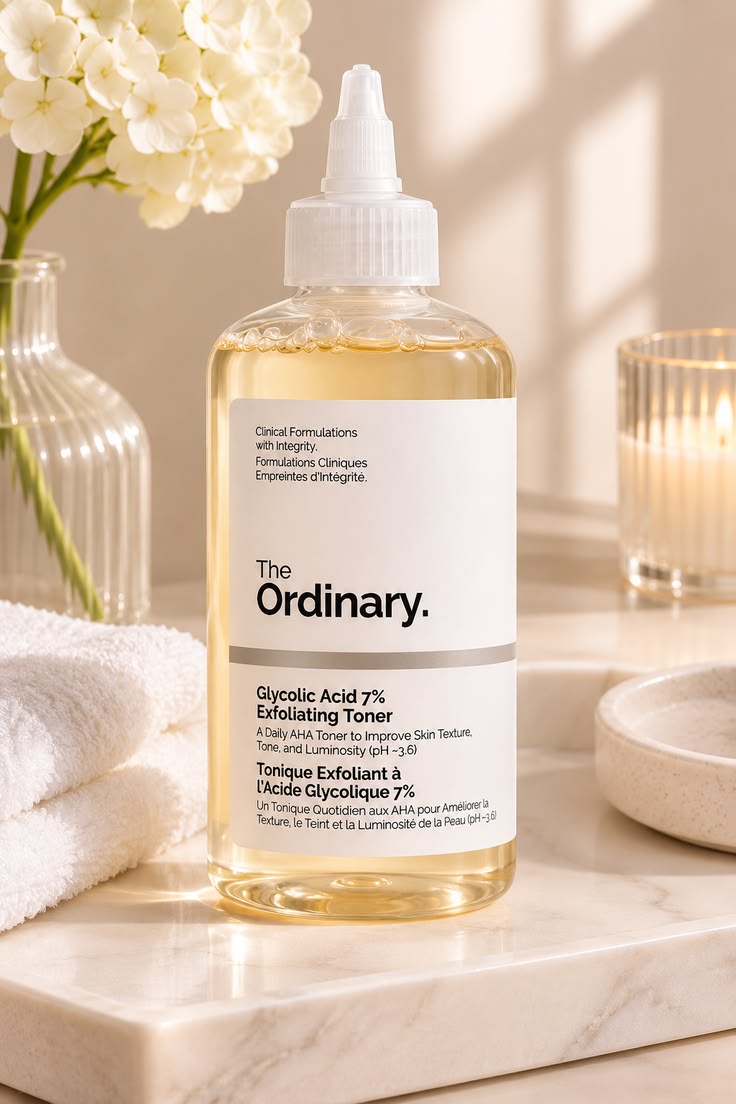 Clinical Formulations
with Integrity.
Formulations Cliniques
Empreintes d'Intégrité.
The
Ordinary.
Glycolic Acid 7%
Exfoliating Toner
A Daily AHA Toner to Improve Skin Texture,
Tone, and Luminosity (pH ~3.6)
Tonique Exfoliant à
l'Acide Glycolique 7%
Un Tonique Quotidien aux AHA pour Améliorer la
Texture, le Teint et la Luminosité de la Peau (pH ~3.6)